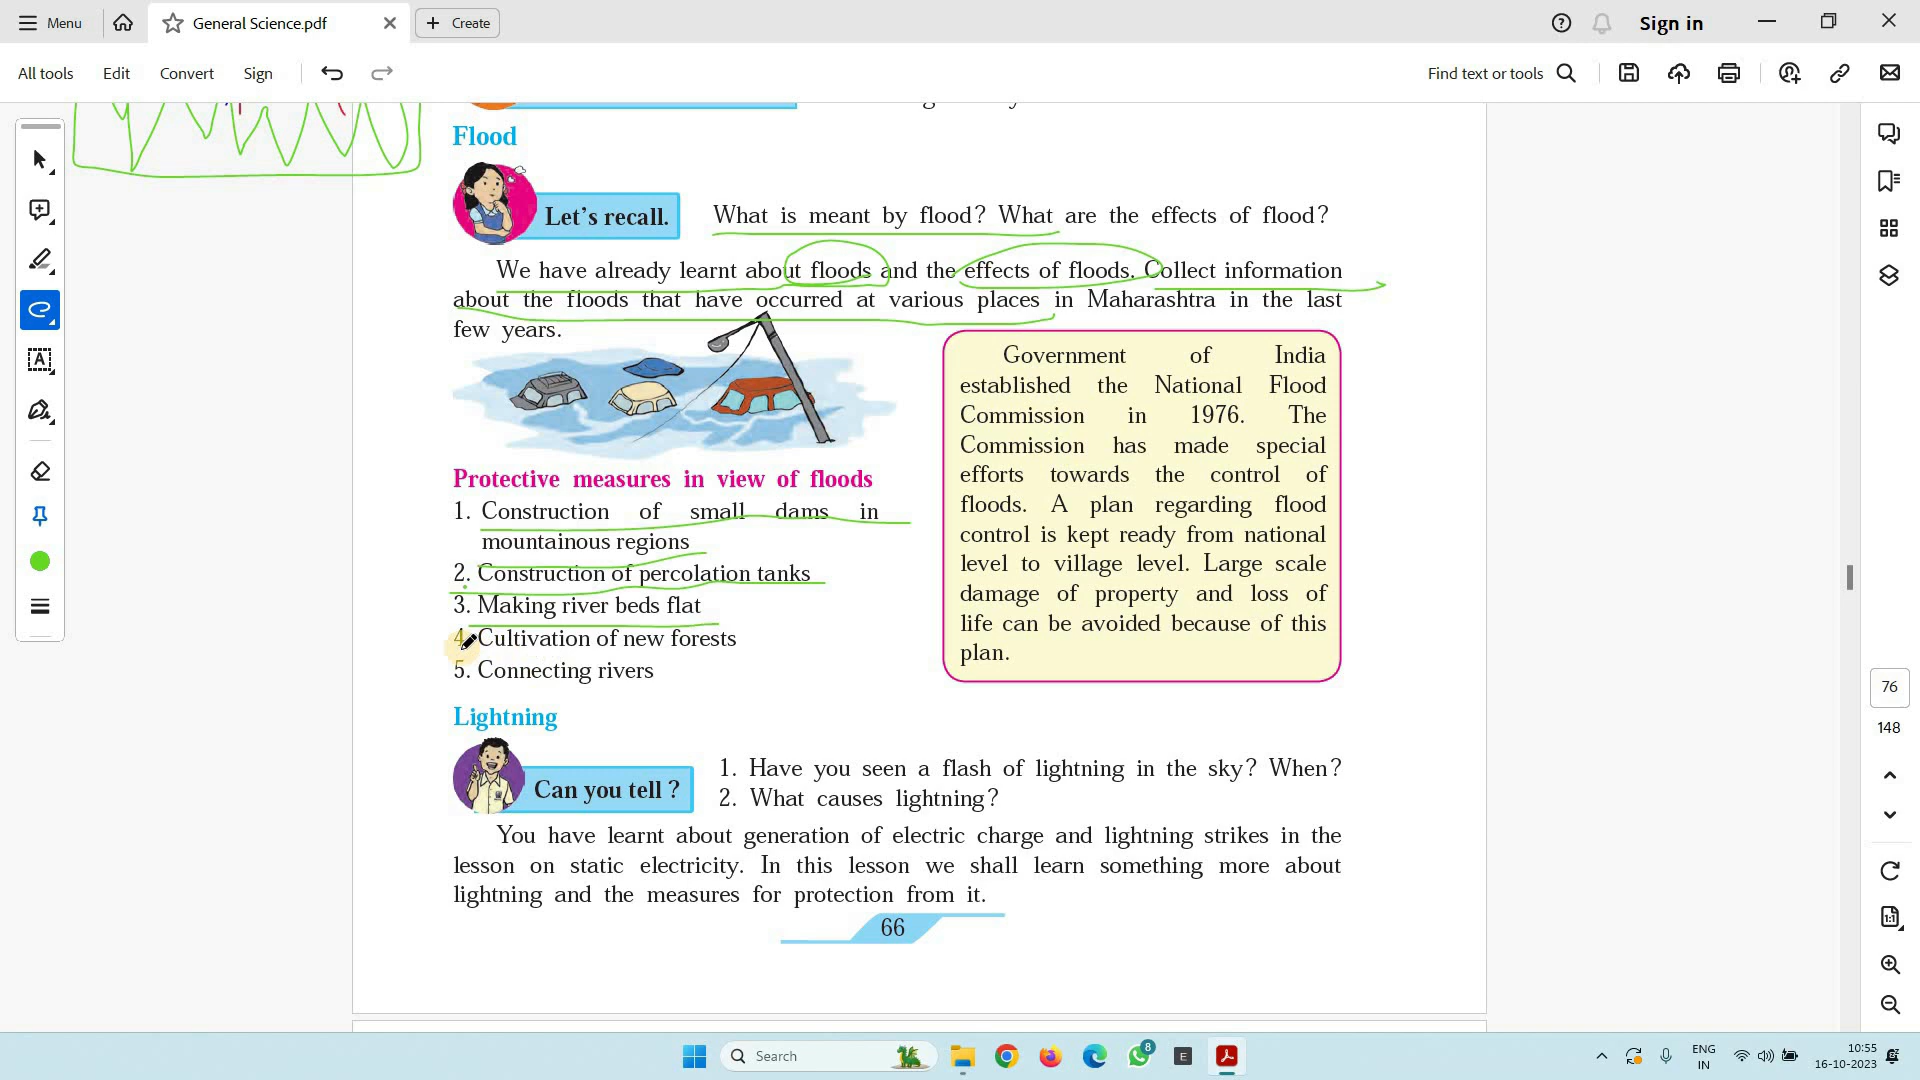 Menu
General Science.pdf
Create
Sign in
All tools
Edit
Convert
Sign
Find text or tools
Flood
Let's recall.
What is meant by flood? What are the effects of flood?
We have already learnt about floods and the effects of floods. Collect information
about the floods that have occurred at various places in Maharashtra in the last
few years.
Government of India
established the National Flood
Commission in 1976. The
Commission has made special
efforts towards the control of
floods. A plan regarding flood
control is kept ready from national
level to village level. Large scale
damage of property and loss of
life can be avoided because of this
plan.
Protective measures in view of floods
1. Construction of small dams in
mountainous regions
2. Construction of percolation tanks
3. Making river beds flat
4. Cultivation of new forests
5. Connecting rivers
Lightning
Can you tell ?
1. Have you seen a flash of lightning in the sky? When?
2. What causes lightning?
You have learnt about generation of electric charge and lightning strikes in the
lesson on static electricity. In this lesson we shall learn something more about
lightning and the measures for protection from it.
66
76
148
Search
8
E
ENG
IN
10:55
16-10-2023